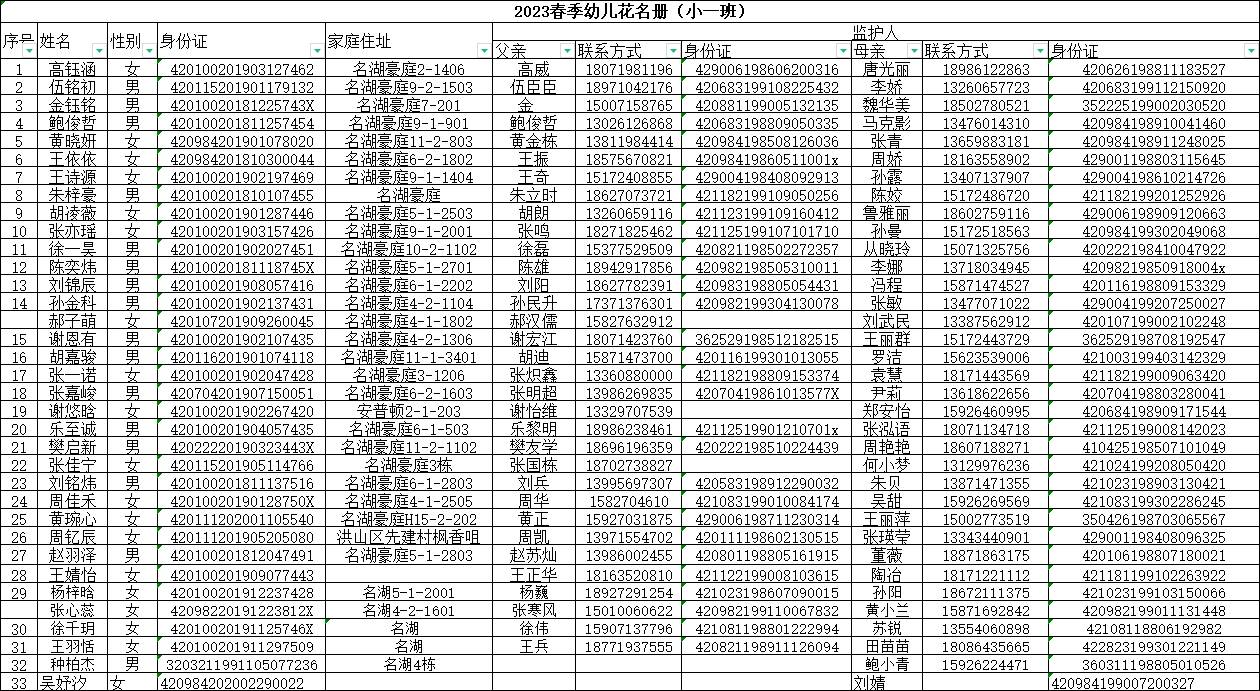 2023春季幼儿花名册（小一班）
监护人
序号 姓名 性别 身份证 家庭住址 父亲 联系方式 身份证 母亲 联系方式 身份证
1 高钰涵 女 420100201903127462 名湖豪庭2-1406 高威 18071981196 429006198606200316 唐光丽 18986122863 420626198811183527
2 伍铭初 男 420115201901179132 名湖豪庭9-2-1503 伍臣臣 18971042176 420683199108225432 李娇 13260657723 420683199112150920
3 金钰铭 男 42010020181225743X 名湖豪庭7-201 金 15007158765 420881199005132135 魏华美 18502780521 352225199002030520
4 鲍俊哲 男 420100201811257454 名湖豪庭9-1-901 鲍俊哲 13026126868 420683198809050335 马克影 13476014310 420984198910041460
5 黄晓妍 女 420984201901078020 名湖豪庭11-2-803 黄金栋 13811984414 420984198508126036 张青 13659883181 420984198911248025
6 王依依 女 420984201810300044 名湖豪庭6-2-1802 王振 18575670821 42098419860511001x 周娇 18163558902 429001198803115645
7 王诗源 女 420100201902197469 名湖豪庭9-1-1404 王奇 15172408855 429004198408092913 孙露 13407137907 429004198610214726
8 朱梓豪 男 420100201810107455 名湖豪庭 朱立时 18627073721 421182199109050256 陈姣 15172486720 421182199201252926
9 胡凌薇 女 420100201901287446 名湖豪庭5-1-2503 胡朗 13260659116 421123199109160412 鲁雅丽 18602759116 429006198909120663
10 张亦瑶 女 420100201903157426 名湖豪庭9-1-2001 张鸣 18271825462 421125199107101710 孙曼 15172518563 420984199302049068
11 徐一昊 男 420100201902027451 名湖豪庭10-2-1102 徐磊 15377529509 420821198502272357 从晓玲 15071325756 420222198410047922
12 陈奕炜 男 42010020181118745X 名湖豪庭5-1-2701 陈雄 18942917856 420982198505310011 李娜 13718034945 42098219850918004x
13 刘锦辰 男 420100201908057416 名湖豪庭6-1-2202 刘阳 18627782391 420983198805054431 冯程 15871474527 420116198809153329
14 孙金科 男 420100201902137431 名湖豪庭4-2-1104 孙民升 17371376301 420982199304130078 张敏 13477071022 429004199207250027
郝子萌 女 420107201909260045 名湖豪庭4-1-1802 郝汉儒 15827632912 刘武民 13387562912 420107199002102248
15 谢恩有 男 420100201902107435 名湖豪庭4-2-1306 谢宏江 18071423760 362529198512182515 王丽群 15172443729 362529198708192547
16 胡嘉骏 男 420116201901074118 名湖豪庭11-1-3401 胡迪 15871473700 420116199301013055 罗洁 15623539006 421003199403142329
17 张一诺 女 420100201902047428 名湖豪庭3-1206 张炽鑫 13360880000 421182198809153374 袁慧 18171443569 421182199009063420
18 张嘉峻 男 420704201907150051 名湖豪庭6-2-1603 张明超 13986269835 42070419861013577X 尹莉 13618622656 420704198803280041
19 谢悠晗 女 420100201902267420 安普顿2-1-203 谢怡维 13329707539 郑安怡 15926460995 420684198909171544
20 乐至诚 男 420100201904057435 名湖豪庭6-1-503 乐黎明 18986238461 42112519901210701x 张泓语 18071134718 421125199008142023
21 樊启新 男 42022220190323443X 名湖豪庭11-2-1102 樊友学 18696196359 420222198510224439 周艳艳 18607188271 410425198507101049
22 张佳宁 女 420115201905114766 名湖豪庭3栋 张国栋 18702738827 何小梦 13129976236 421024199208050420
23 刘铭炜 男 420100201811137516 名湖豪庭6-1-2803 刘兵 13995697307 420583198912290032 朱贝 13871471355 421023198903130421
24 周佳禾 女 42010020190128750X 名湖豪庭4-1-2505 周华 1582704610 421083199010084174 吴甜 15926269569 421083199302286245
25 黄琬心 女 420111202001105540 名湖豪庭H15-2-202 黄正 15927031875 429006198711230314 王丽萍 15002773519 350426198703065567
26 周钇辰 女 420111201905205080 洪山区先建村枫香咀 周凯 13971554702 420111198602130515 张瑛莹 13343440901 429001198408096325
27 赵羽泽 男 420100201812047491 名湖豪庭5-1-2803 赵苏灿 13986002455 420801198805161915 董薇 18871863175 420106198807180021
28 王婧怡 女 420100201909077443 王正华 18163520810 421122199008103615 陶冶 18171221112 421181199102263922
29 杨梓晗 女 420100201912237428 名湖5-1-2001 杨巍 18927291254 421023198607090015 孙阳 18672111375 421023199103150066
张心蕊 女 42098220191223812X 名湖4-2-1601 张寒风 15010060622 420982199110067832 黄小兰 15871692842 420982199011131448
30 徐千玥 女 42010020191125746X 名湖 徐伟 15907137796 421081198801222994 苏锐 13554060898 42108118806192982
31 王羽恬 女 420100201911297509 名湖 王兵 18771937555 420821198911126094 田苗苗 18086435665 422823199301221149
32 种柏杰 男 3203211991105077236 名湖4栋 鲍小青 15926224471 3603111988050105​26
33 吴妤汐 女 420984202002290022 刘婧 420984199007200327